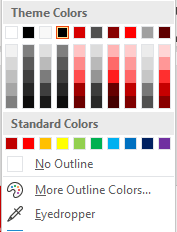 Theme Colors
Standard Colors
No Outline
More Outline Colors...
Eyedropper